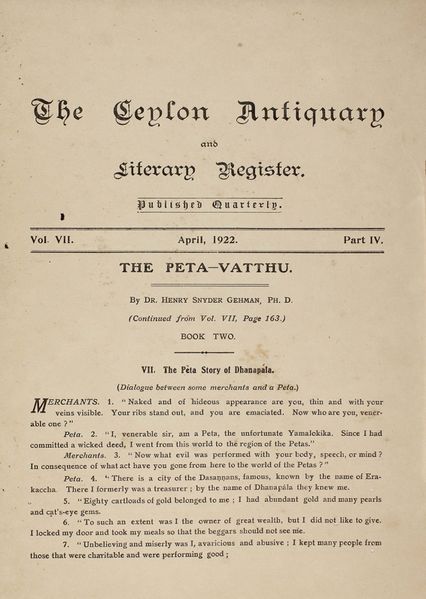 The Ceylon Antiquary
and
Literary Register.
Published Quarterly.
Vol. VII. April, 1922. Part IV.
THE PETA—VATTHU.
By Dr. Henry Snyder Gehman, Ph. D.
(Continued from Vol. VII, Page 163.)
BOOK TWO.
VII. The Peta Story of Dhanapála.
(Dialogue between some merchants and a Peta.)
MERCHANTS. 1. "Naked and of hideous appearance are you, thin and with your
veins visible. Your ribs stand out, and you are emaciated. Now who are you, vener-
able one ?"
Peta. 2. "I, venerable sir, am a Peta, the unfortunate Yamalokika. Since I had
committed a wicked deed, I went from this world to the region of the Petas."
Merchants. 3. "Now what evil was performed with your body, speech, or mind ?
In consequence of what act have you gone from here to the world of the Petas ?"
Peta. 4. "There is a city of the Dasaṇṇans, famous, known by the name of Era-
kaccha. There I formerly was a treasurer ; by the name of Dhanapála they knew me.
5. "Eighty cartloads of gold belonged to me ; I had abundant gold and many pearls
and cat's-eye gems.
6. "To such an extent was I the owner of great wealth, but I did not like to give.
I locked my door and took my meals so that the beggars should not see me.
7. "Unbelieving and miserly was I, avaricious and abusive ; I kept many people from
those that were charitable and were performing good ;